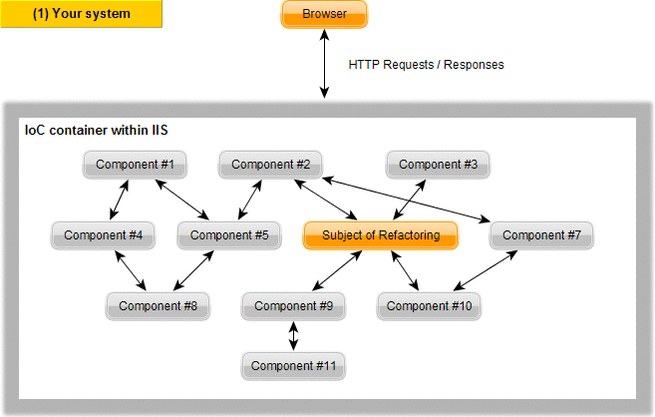 (1) Your system
Browser
HTTP Requests / Responses
IoC container within IIS
Component #1
Component #2
Component #3
Component #4
Component #5
Subject of Refactoring
Component #7
Component #8
Component #9
Component #10
Component #11